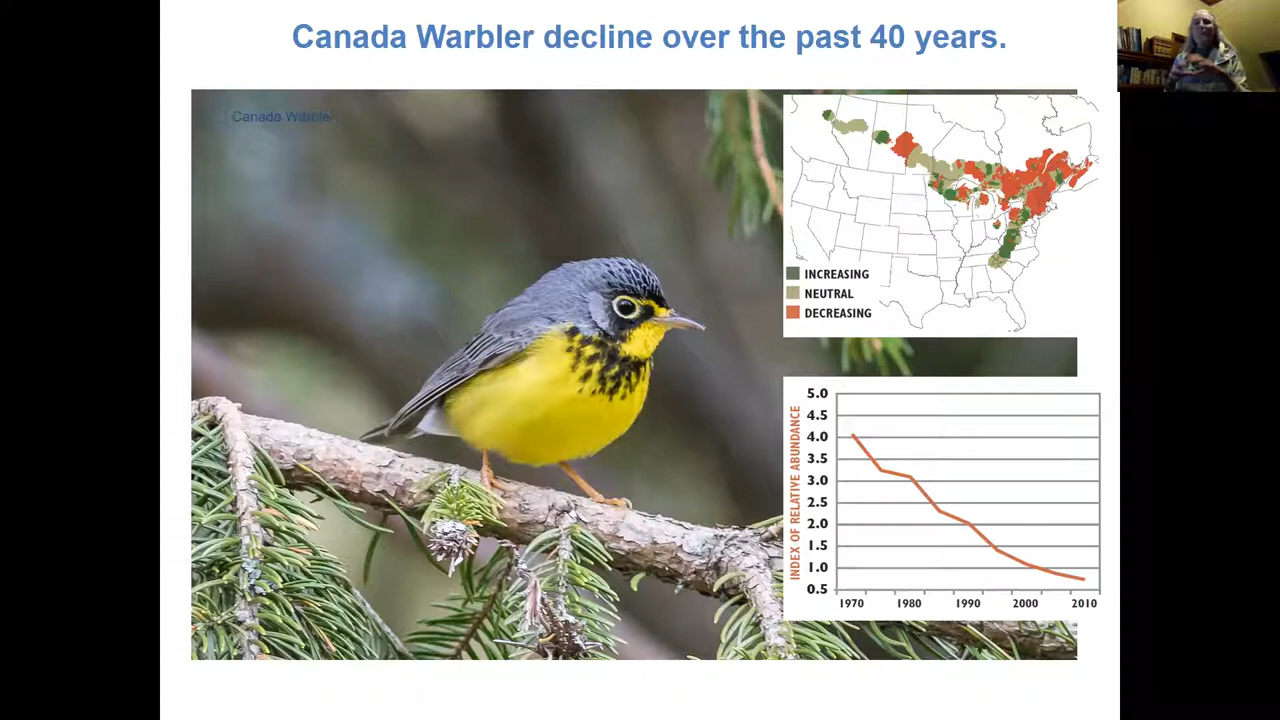 Canada Warbler decline over the past 40 years.
Canada Warbler
INCREASING
NEUTRAL
DECREASING
INDEX OF RELATIVE ABUNDANCE
5.0
4.5
4.0
3.5
3.0
2.5
2.0
1.5
1.0
0.5
1970 1980 1990 2000 2010